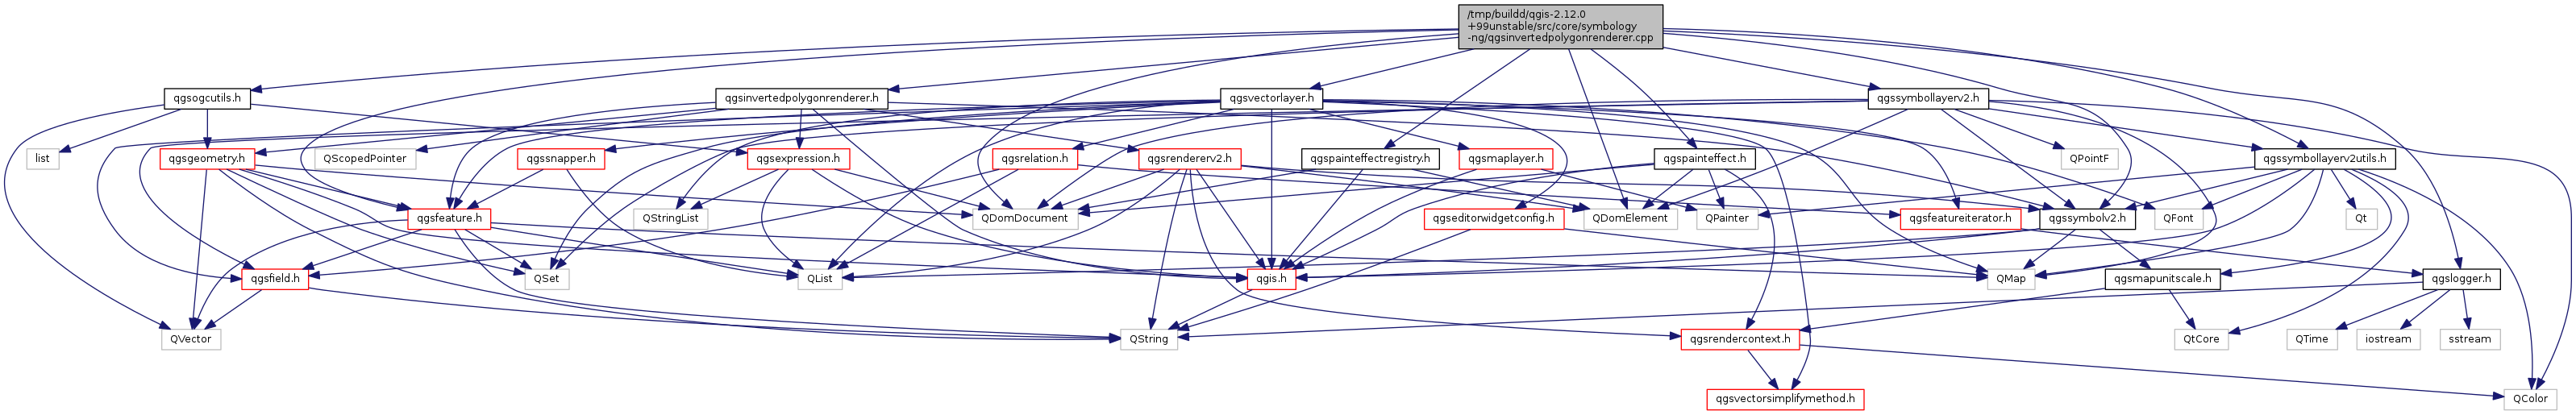 /tmp/buildd/qgis-2.12.0
+99unstable/src/core/symbology
-ng/qgsinvertedpolygonrenderer.cpp
qgsogcutils.h
qgsinvertedpolygonrenderer.h
qgsvectorlayer.h
qgssymbollayerv2.h
list
qgsgeometry.h
QScopedPointer
qgssnapper.h
qgsexpression.h
qgsrelation.h
qgsrendererv2.h
qgspainteffectregistry.h
qgsmaplayer.h
qgspainteffect.h
QPointF
qgssymbollayerv2utils.h
qgsfeature.h
QStringList
QDomDocument
qgseditorwidgetconfig.h
QDomElement
QPainter
qgsfeatureiterator.h
qgssymbolv2.h
QFont
Qt
qgsfield.h
QSet
QList
qgis.h
QMap
qgsmapunitscale.h
qgslogger.h
QVector
QString
qgsrendercontext.h
QtCore
QTime
iostream
sstream
qgsvectorsimplifymethod.h
QColor